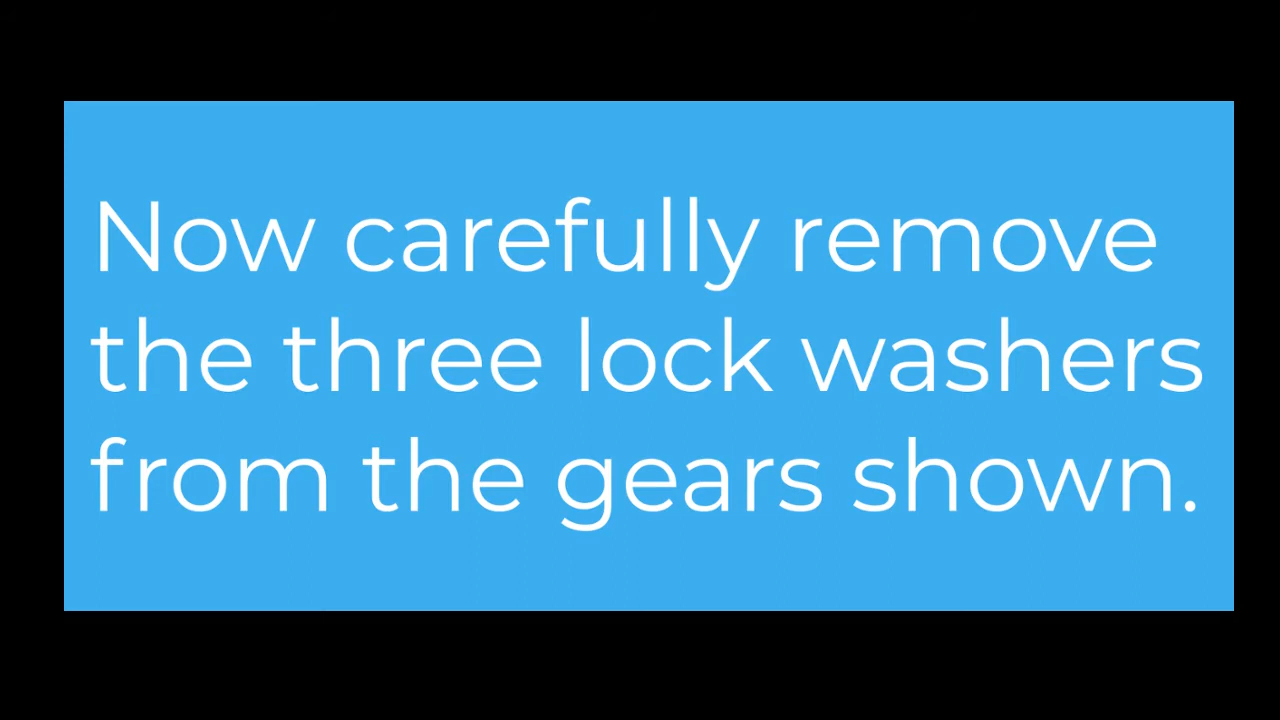 Now carefully remove
the three lock washers
from the gears shown.